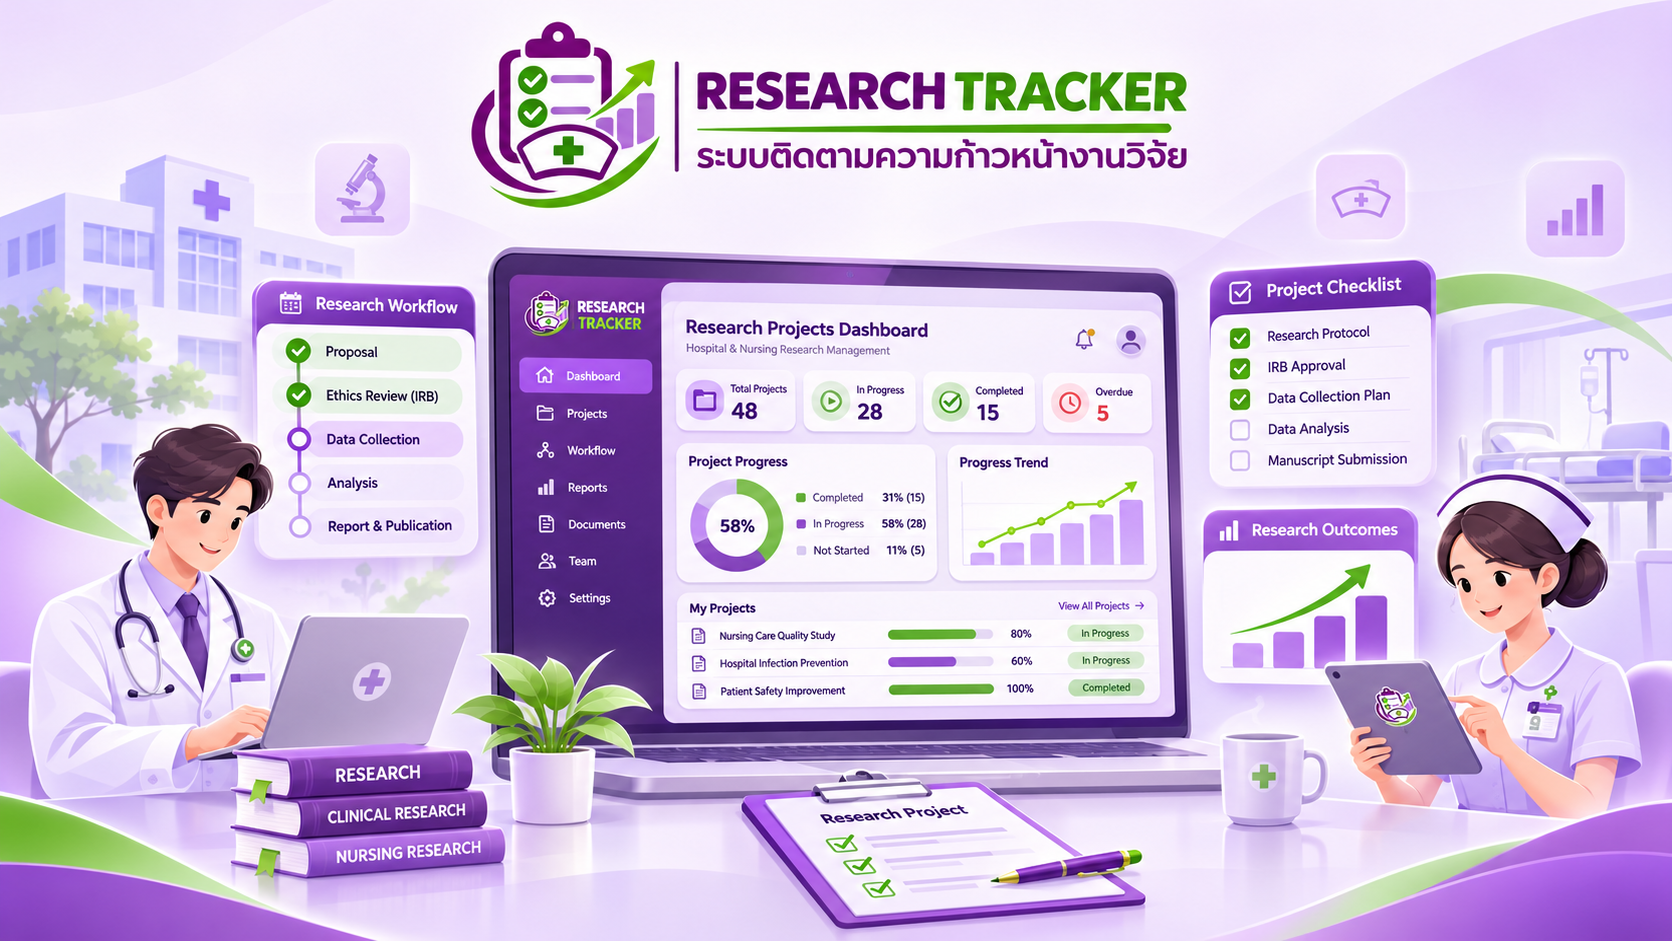 RESEARCH TRACKER
ระบบติดตามความก้าวหน้างานวิจัย
Research Workflow
Proposal
Ethics Review (IRB)
Data Collection
Analysis
Report & Publication
RESEARCH
TRACKER
Dashboard
Projects
Workflow
Reports
Documents
Team
Settings
Research Projects Dashboard
Hospital & Nursing Research Management
Total Projects
48
In Progress
28
Completed
15
Overdue
5
Project Progress
58%
Completed 31% (15)
In Progress 58% (28)
Not Started 11% (5)
Progress Trend
My Projects
View All Projects →
Nursing Care Quality Study 80% In Progress
Hospital Infection Prevention 60% In Progress
Patient Safety Improvement 100% Completed
Project Checklist
Research Protocol
IRB Approval
Data Collection Plan
Data Analysis
Manuscript Submission
Research Outcomes
RESEARCH
CLINICAL RESEARCH
NURSING RESEARCH
Research Project